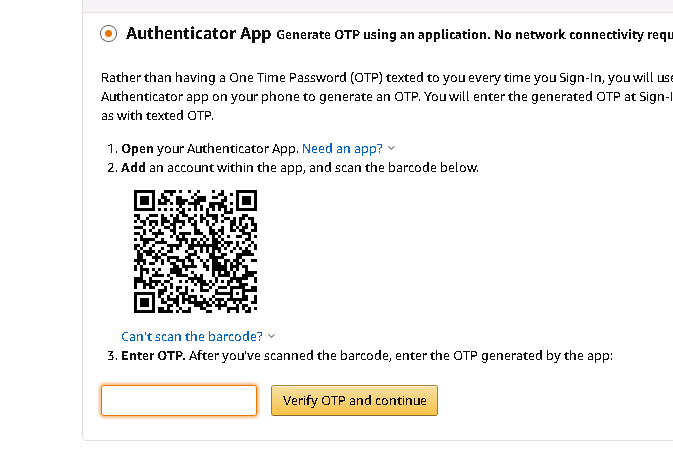 Authenticator App Generate OTP using an application. No network connectivity requ
Rather than having a One Time Password (OTP) texted to you every time you Sign-In, you will use
Authenticator app on your phone to generate an OTP. You will enter the generated OTP at Sign-I
as with texted OTP.
1. Open your Authenticator App. Need an app?
2. Add an account within the app, and scan the barcode below.
Can't scan the barcode?
3. Enter OTP. After you've scanned the barcode, enter the OTP generated by the app:
Verify OTP and continue